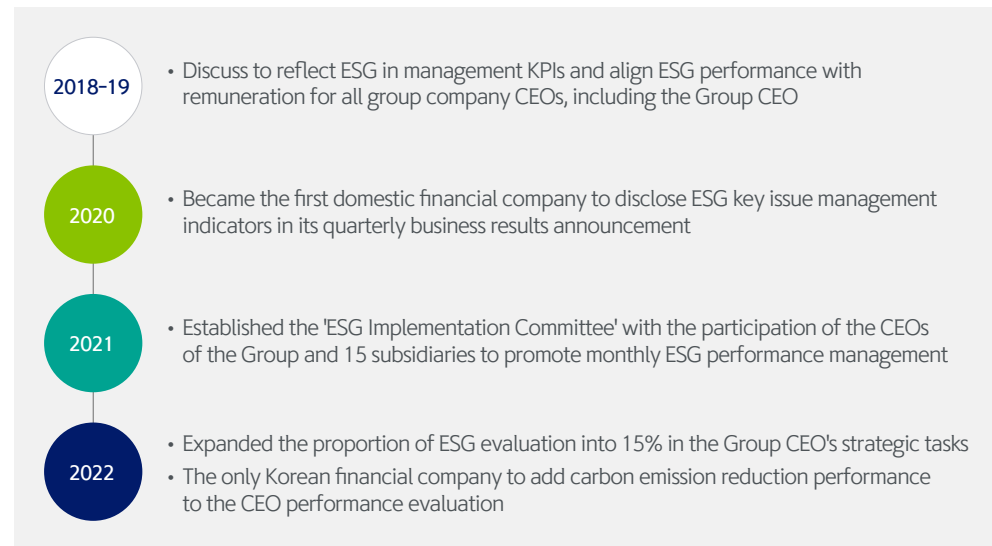 2018-19
• Discuss to reflect ESG in management KPIs and align ESG performance with
remuneration for all group company CEOs, including the Group CEO
2020
• Became the first domestic financial company to disclose ESG key issue management
indicators in its quarterly business results announcement
2021
• Established the 'ESG Implementation Committee' with the participation of the CEOs
of the Group and 15 subsidiaries to promote monthly ESG performance management
2022
• Expanded the proportion of ESG evaluation into 15% in the Group CEO's strategic tasks
• The only Korean financial company to add carbon emission reduction performance
to the CEO performance evaluation